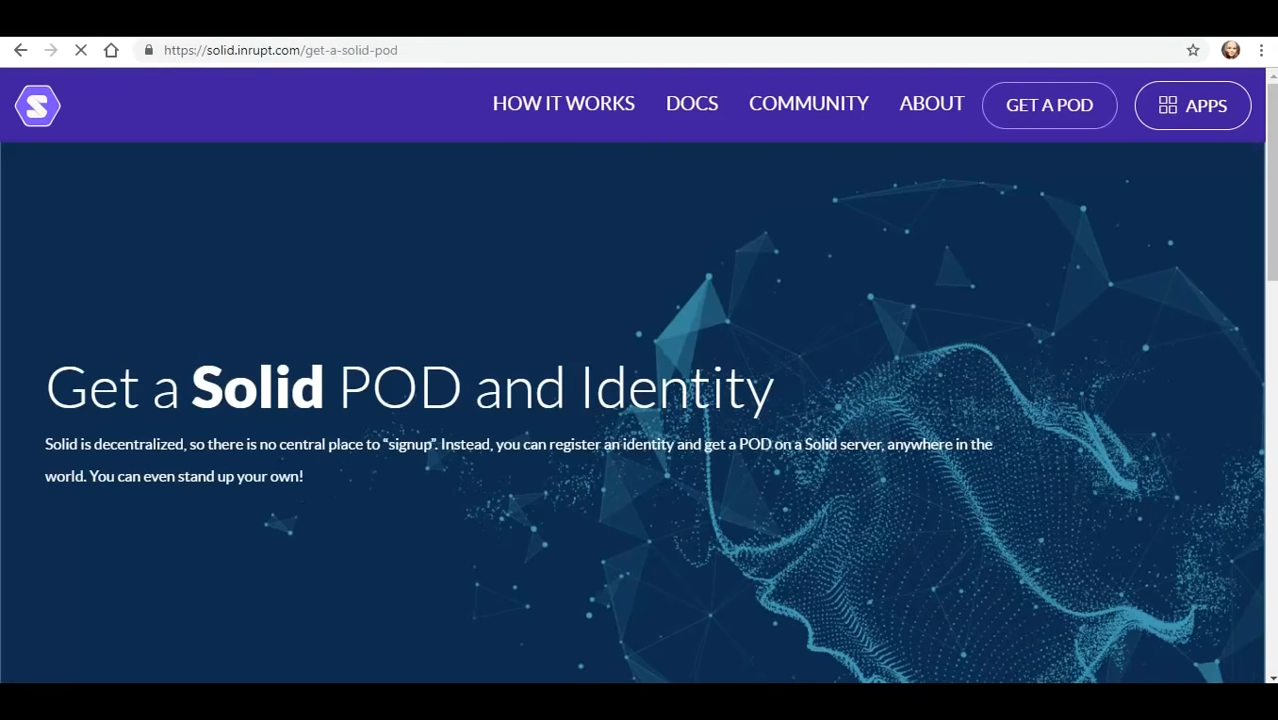 https://solid.inrupt.com/get-a-solid-pod
HOW IT WORKS DOCS COMMUNITY ABOUT GET A POD APPS
Get a Solid POD and Identity
Solid is decentralized, so there is no central place to “signup”. Instead, you can register an identity and get a POD on a Solid server, anywhere in the
world. You can even stand up your own!